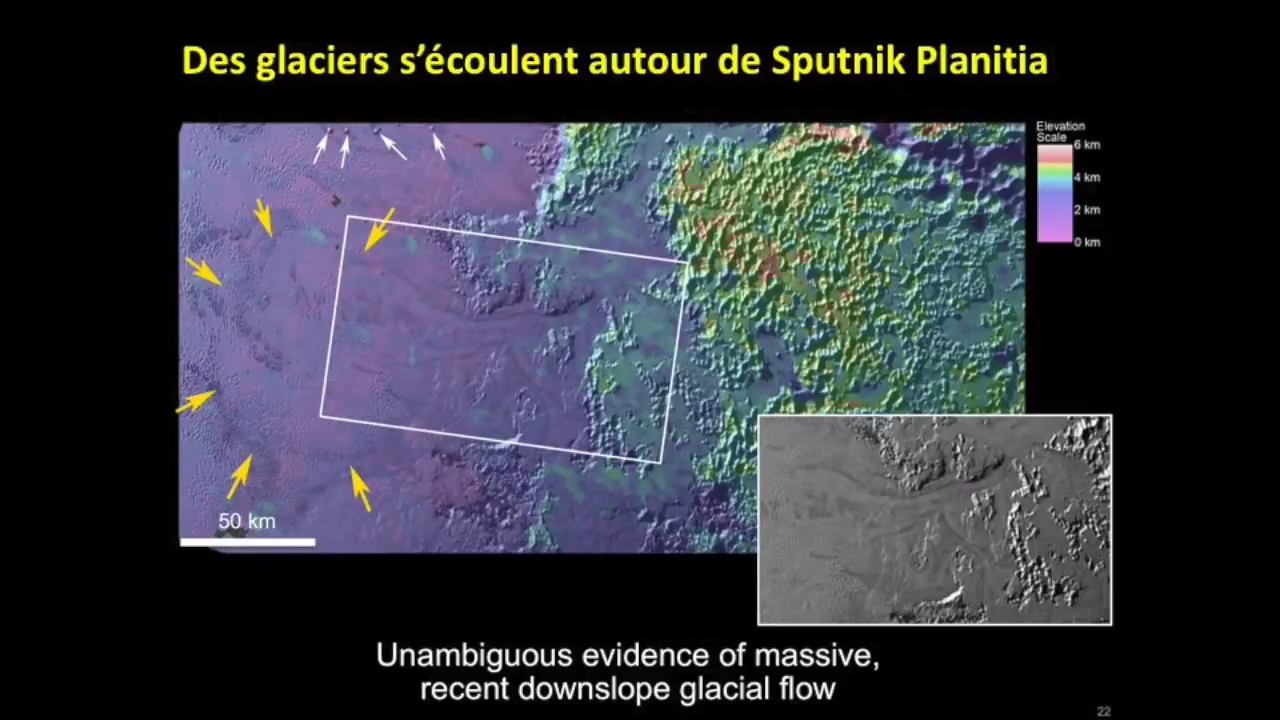 Des glaciers s’écoulent autour de Sputnik Planitia
Elevation
Scale
6 km
4 km
2 km
0 km
50 km
Unambiguous evidence of massive,
recent downslope glacial flow
22